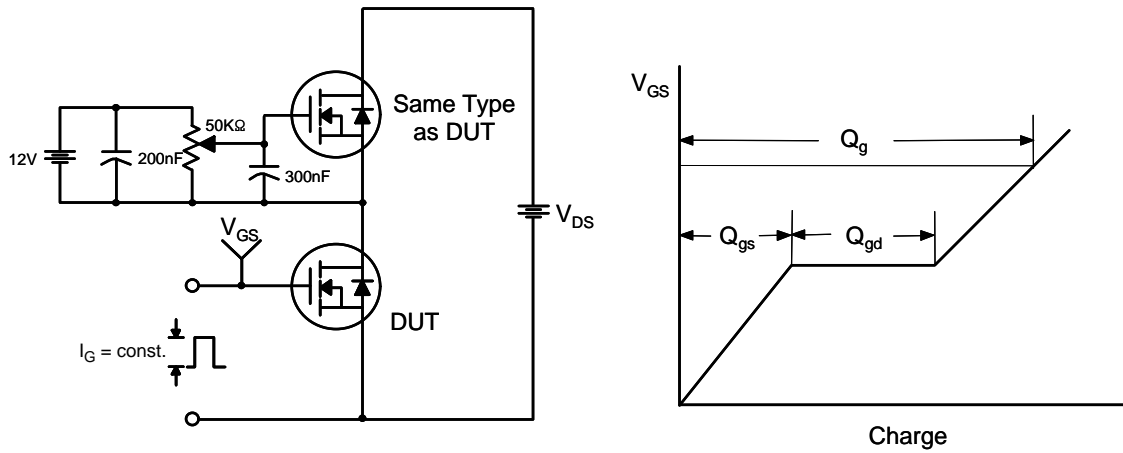 12V
200nF
50KΩ
300nF
Same Type
as DUT
V_DS
V_GS
DUT
I_G = const.
V_GS
Q_g
Q_gs
Q_gd
Charge